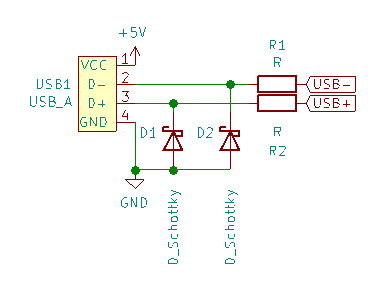 +5V
R1
R
VCC 1
USB1 D- 2 USB-
USB_A D+ 3 USB+
GND 4
D1 D2 R
R2
GND
D_Schottky D_Schottky